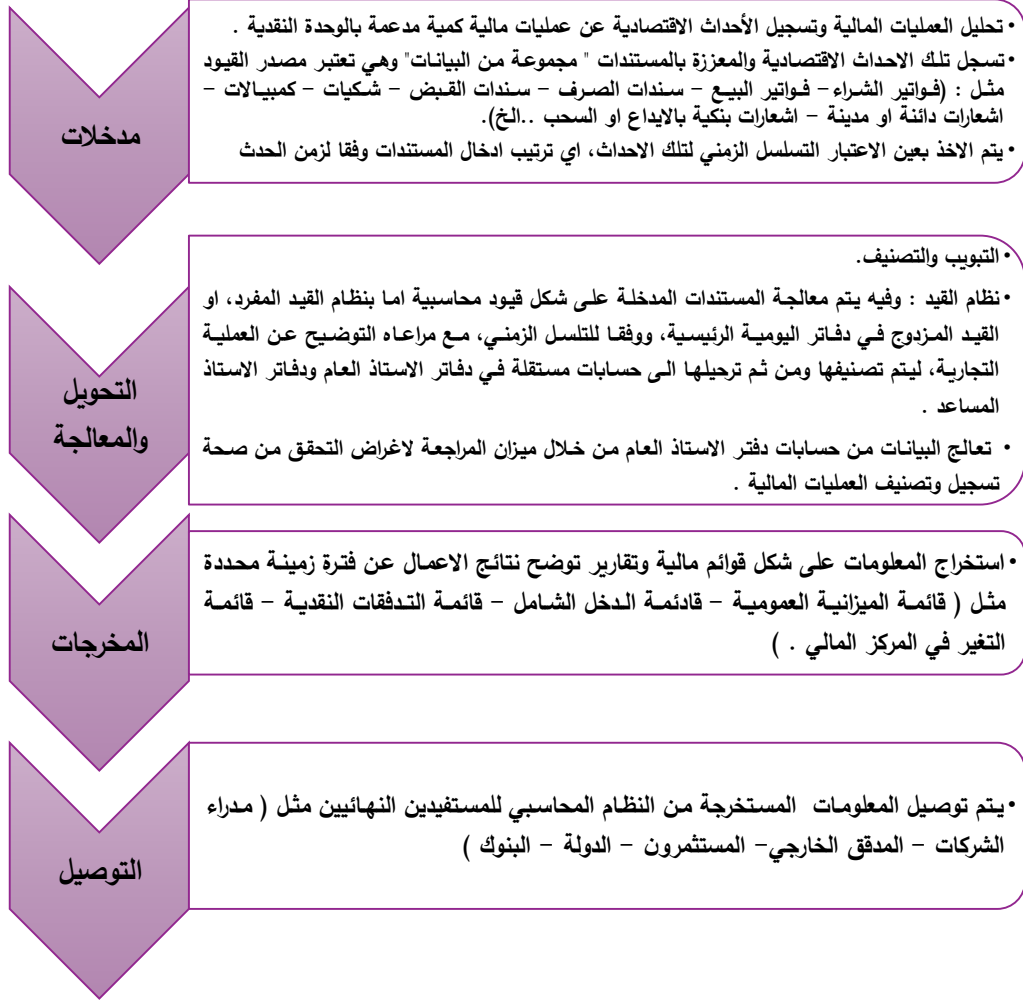 مدخلات
•تحليل العمليات المالية وتسجيل الأحداث الاقتصادية عن عمليات مالية كمية مدعمة بالوحدة النقدية .
•تسجل تلك الاحداث الاقتصادية والمعززة بالمستندات " مجموعة من البيانات" وهي تعتبر مصدر القيود
مثل : (فواتير الشراء– فواتير البيع – سندات الصرف – سندات القبض – شكيات – كمبيالات –
اشعارات دائنة او مدينة – اشعارات بنكية بالايداع او السحب ..الخ).
•يتم الاخذ بعين الاعتبار التسلسل الزمني لتلك الاحداث، اي ترتيب ادخال المستندات وفقا لزمن الحدث
التحويل
والمعالجة
•التبويب والتصنيف.
•نظام القيد : وفيه يتم معالجة المستندات المدخلة على شكل قيود محاسبية اما بنظام القيد المفرد، او
القيد المزدوج في دفاتر اليومية الرئيسية، ووفقا للتلسل الزمني، مع مراعاه التوضيح عن العملية
التجارية، ليتم تصنيفها ومن ثم ترحيلها الى حسابات مستقلة في دفاتر الاستاذ العام ودفاتر الاستاذ
المساعد .
• تعالج البيانات من حسابات دفتر الاستاذ العام من خلال ميزان المراجعة لاغراض التحقق من صحة
تسجيل وتصنيف العمليات المالية .
المخرجات
•استخراج المعلومات على شكل قوائم مالية وتقارير توضح نتائج الاعمال عن فترة زمينة محددة
مثل ( قائمة الميزانية العمومية – قادئمة الدخل الشامل – قائمة التدفقات النقدية – قائمة
التغير في المركز المالي . )
التوصيل
•يتم توصيل المعلومات المستخرجة من النظام المحاسبي للمستفيدين النهائيين مثل ( مدراء
الشركات – المدقق الخارجي– المستثمرون – الدولة – البنوك )